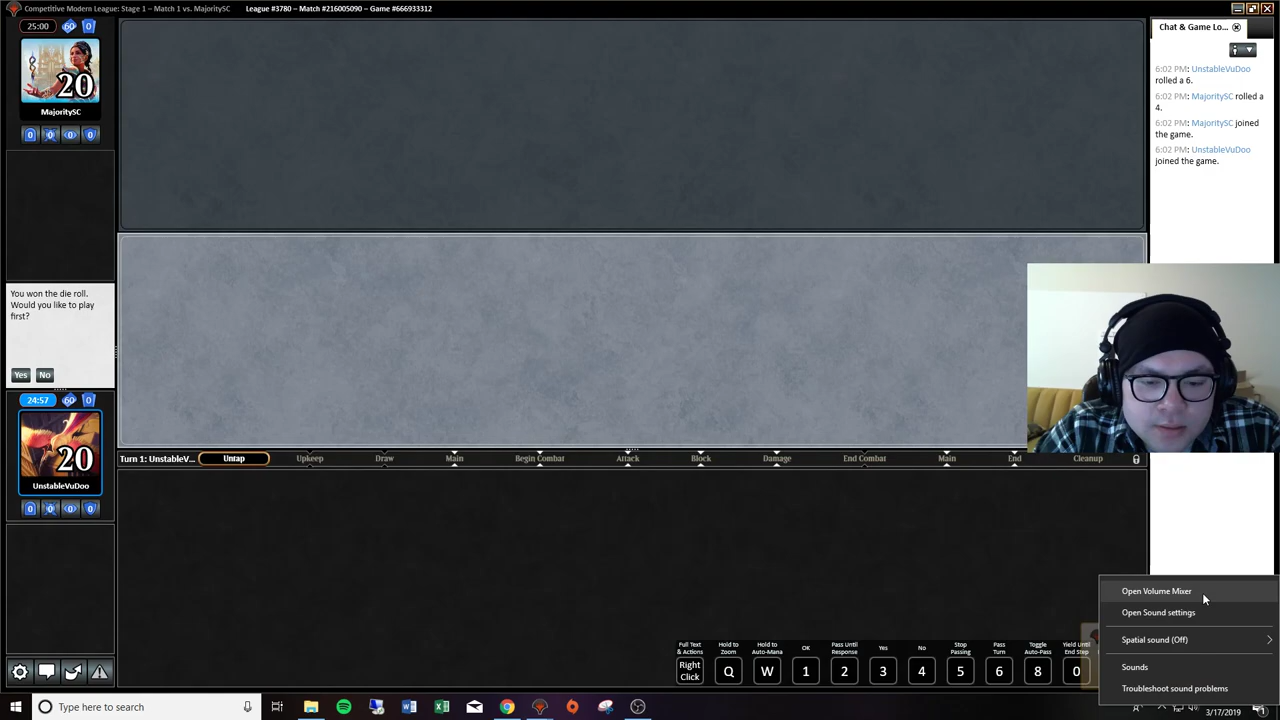 Competitive Modern League: Stage 1 – Match 1 vs. MajoritySC
League #3780 – Match #216005090 – Game #666933312
25:00 60 0
20
MajoritySC
0 0 0 0
You won the die roll.
Would you like to play
first?
Yes No
24:57 60 0
20
UnstableVuDoo
0 0 0 0
Turn 1: UnstableV... Untap Upkeep Draw Main Begin Combat Attack Block Damage End Combat Main End Cleanup
Chat & Game Lo...
6:02 PM: UnstableVuDoo
rolled a 6.
6:02 PM: MajoritySC rolled a
4.
6:02 PM: MajoritySC joined
the game.
6:02 PM: UnstableVuDoo
joined the game.
Open Volume Mixer
Open Sound settings
Spatial sound (Off)
Sounds
Troubleshoot sound problems
Full Text
& Actions
Right
Click
Hold to
Zoom
Q
Hold to
Auto-Mana
W
OK
1
Pass Until
Response
2
Yes
3
No
4
Stop
Passing
5
Pass
Turn
6
Toggle
Auto-Pass
8
Yield Until
End Step
0
Type here to search
3/17/2019
1